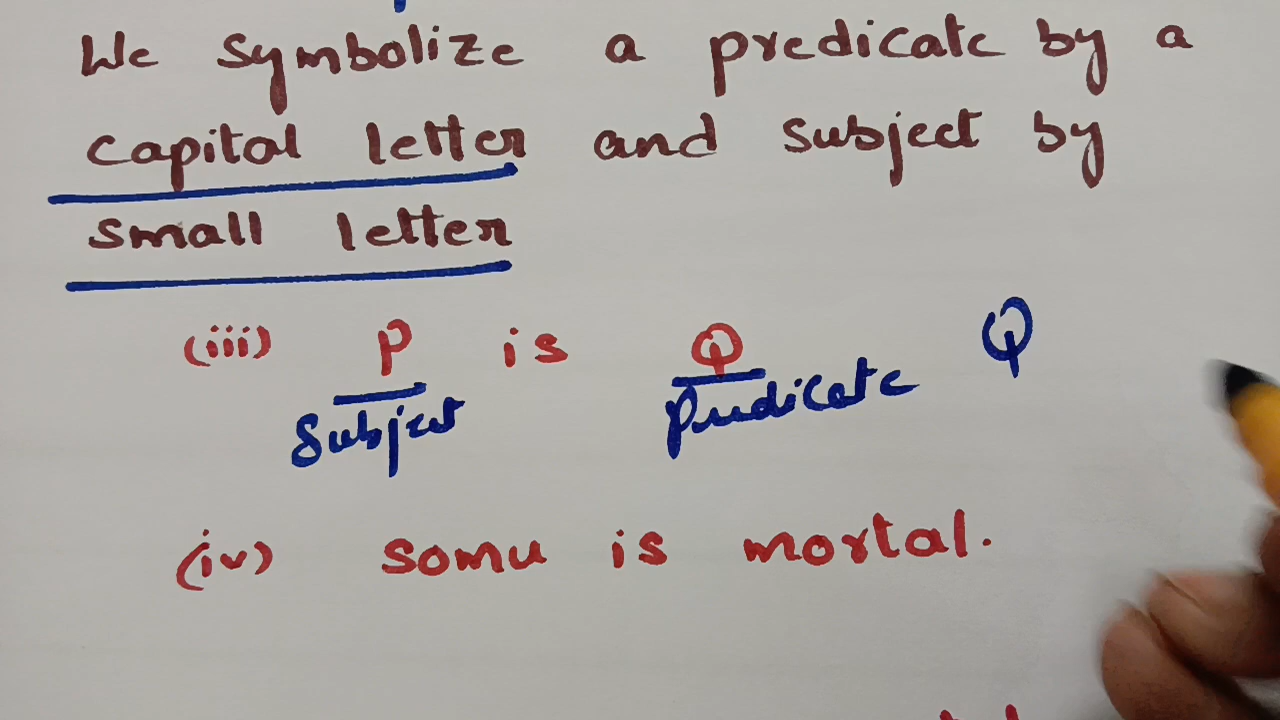 We symbolize a predicate by a
capital letter and subject by
small letter
(iii) P is Q Q
Subject Predicate
(iv) Somu is mortal.